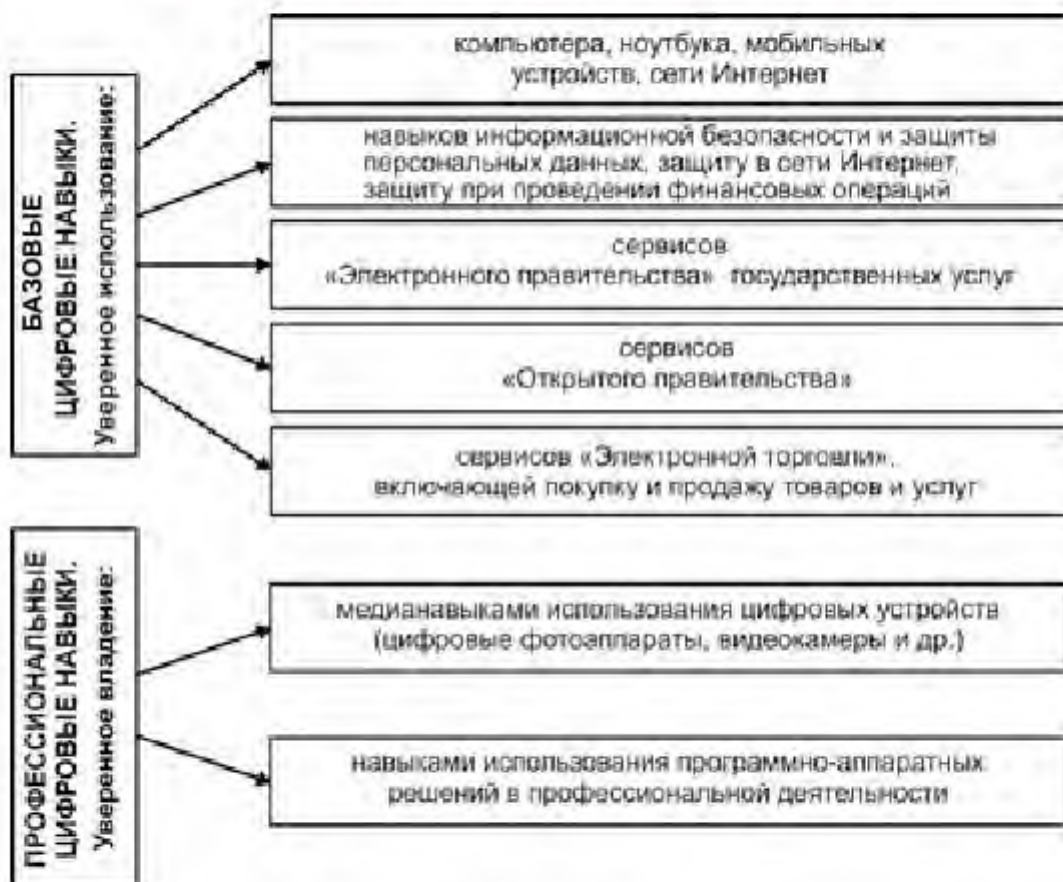 БАЗОВЫЕ
ЦИФРОВЫЕ НАВЫКИ.
Уверенное использование:
компьютера, ноутбука, мобильных
устройств, сети Интернет
навыков информационной безопасности и защиты
персональных данных, защиту в сети Интернет,
защиту при проведении финансовых операций
сервисов
«Электронного правительства» государственных услуг
сервисов
«Открытого правительства»
сервисов «Электронной торговли»,
включающей покупку и продажу товаров и услуг
ПРОФЕССИОНАЛЬНЫЕ
ЦИФРОВЫЕ НАВЫКИ.
Уверенное владение:
медианавыками использования цифровых устройств
(цифровые фотоаппараты, видеокамеры и др.)
навыками использования программно-аппаратных
решений в профессиональной деятельности